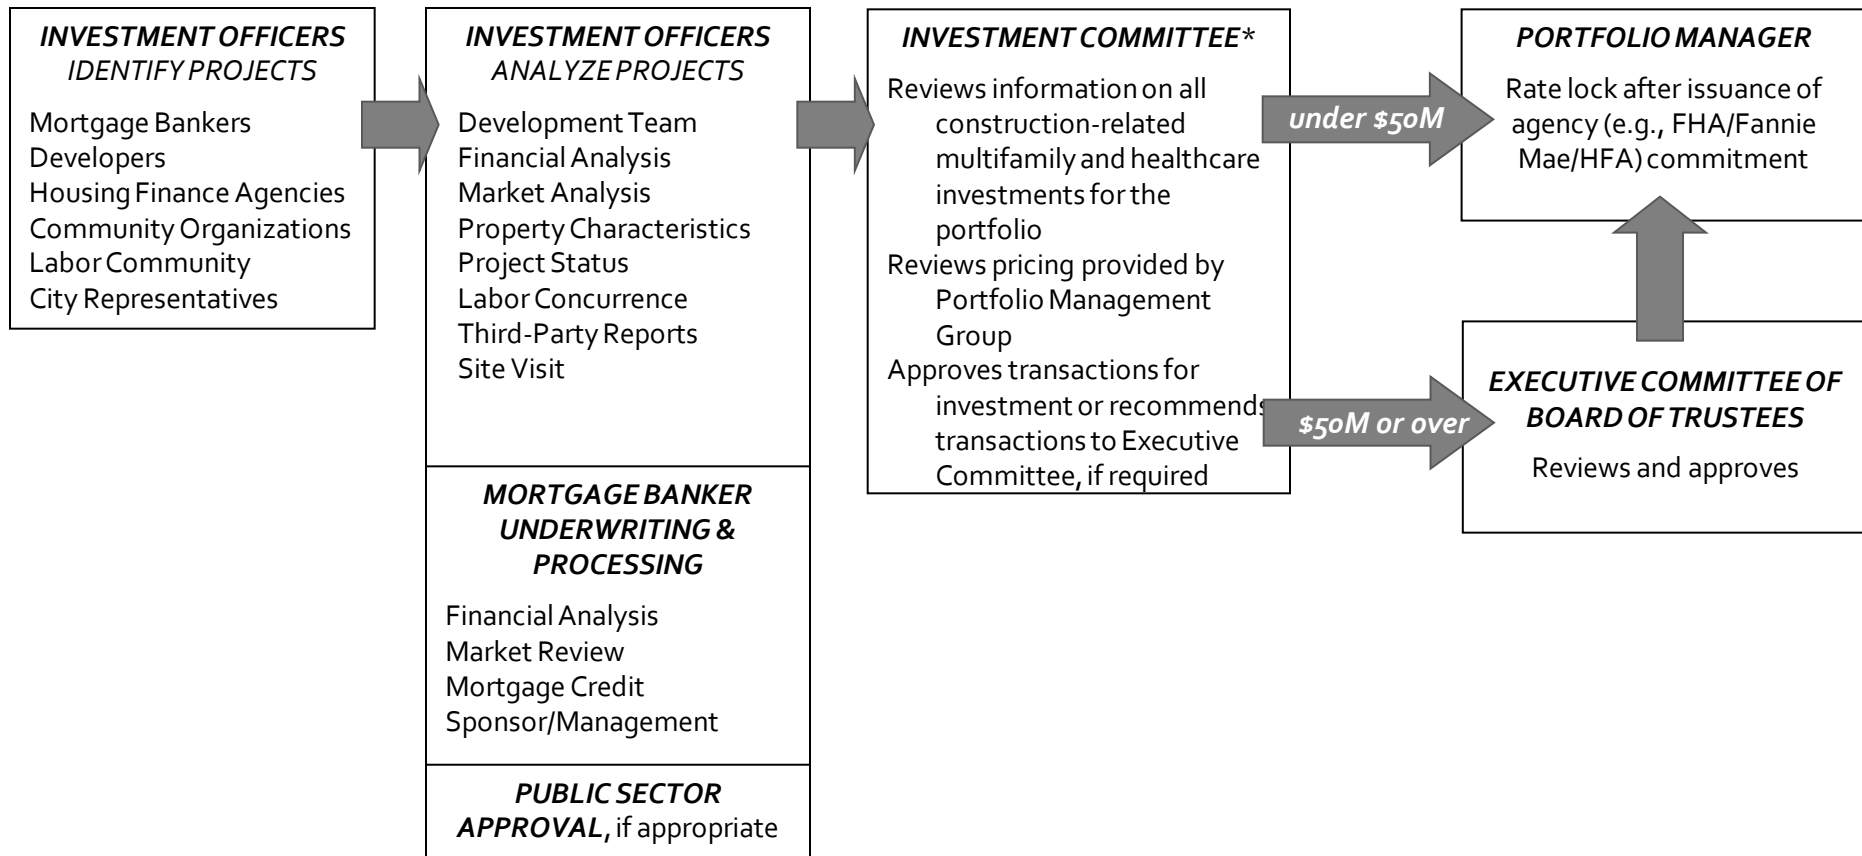 INVESTMENT OFFICERS
IDENTIFY PROJECTS
Mortgage Bankers
Developers
Housing Finance Agencies
Community Organizations
Labor Community
City Representatives
INVESTMENT OFFICERS
ANALYZE PROJECTS
Development Team
Financial Analysis
Market Analysis
Property Characteristics
Project Status
Labor Concurrence
Third-Party Reports
Site Visit
MORTGAGE BANKER
UNDERWRITING &
PROCESSING
Financial Analysis
Market Review
Mortgage Credit
Sponsor/Management
PUBLIC SECTOR
APPROVAL, if appropriate
INVESTMENT COMMITTEE*
Reviews information on all
construction-related
multifamily and healthcare
investments for the
portfolio
Reviews pricing provided by
Portfolio Management
Group
Approves transactions for
investment or recommends
transactions to Executive
Committee, if required
under $50M
$50M or over
PORTFOLIO MANAGER
Rate lock after issuance of
agency (e.g., FHA/Fannie
Mae/HFA) commitment
EXECUTIVE COMMITTEE OF
BOARD OF TRUSTEES
Reviews and approves